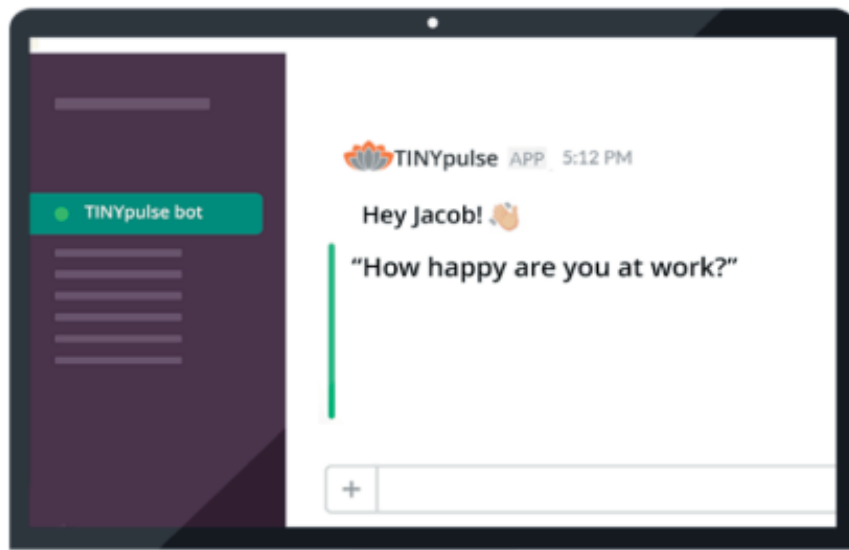 TINYpulse bot
TINYpulse APP 5:12 PM
Hey Jacob! 👋🏼
“How happy are you at work?”
+